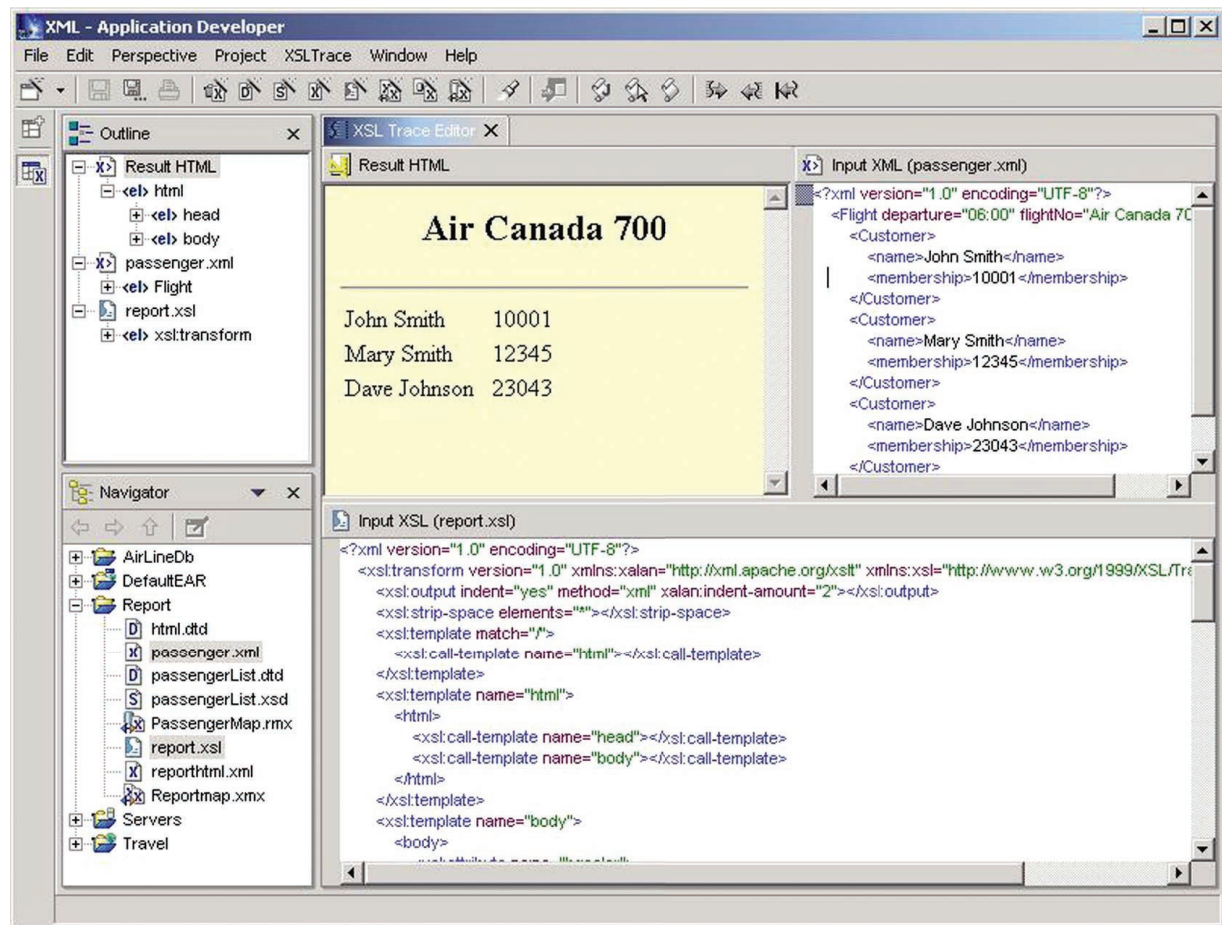 XML - Application Developer
File Edit Perspective Project XSLTrace Window Help
Outline
Result HTML
<el> html
<el> head
<el> body
passenger.xml
<el> Flight
report.xsl
<el> xsl:transform
XSL Trace Editor
Result HTML
Air Canada 700
John Smith 10001
Mary Smith 12345
Dave Johnson 23043
Input XML (passenger.xml)
<?xml version="1.0" encoding="UTF-8"?>
<Flight departure="06:00" flightNo="Air Canada 70
<Customer>
<name>John Smith</name>
<membership>10001</membership>
</Customer>
<Customer>
<name>Mary Smith</name>
<membership>12345</membership>
</Customer>
<Customer>
<name>Dave Johnson</name>
<membership>23043</membership>
</Customer>
Navigator
AirLineDb
DefaultEAR
Report
html.dtd
passenger.xml
passengerList.dtd
passengerList.xsd
PassengerMap.rmx
report.xsl
reporthtml.xml
Reportmap.xmx
Servers
Travel
Input XSL (report.xsl)
<?xml version="1.0" encoding="UTF-8"?>
<xsl:transform version="1.0" xmlns:xalan="http://xml.apache.org/xslt" xmlns:xsl="http://www.w3.org/1999/XSL/Tra
<xsl:output indent="yes" method="xml" xalan:indent-amount="2"></xsl:output>
<xsl:strip-space elements="*"></xsl:strip-space>
<xsl:template match="/">
<xsl:call-template name="html"></xsl:call-template>
</xsl:template>
<xsl:template name="html">
<html>
<xsl:call-template name="head"></xsl:call-template>
<xsl:call-template name="body"></xsl:call-template>
</html>
</xsl:template>
<xsl:template name="body">
<body>